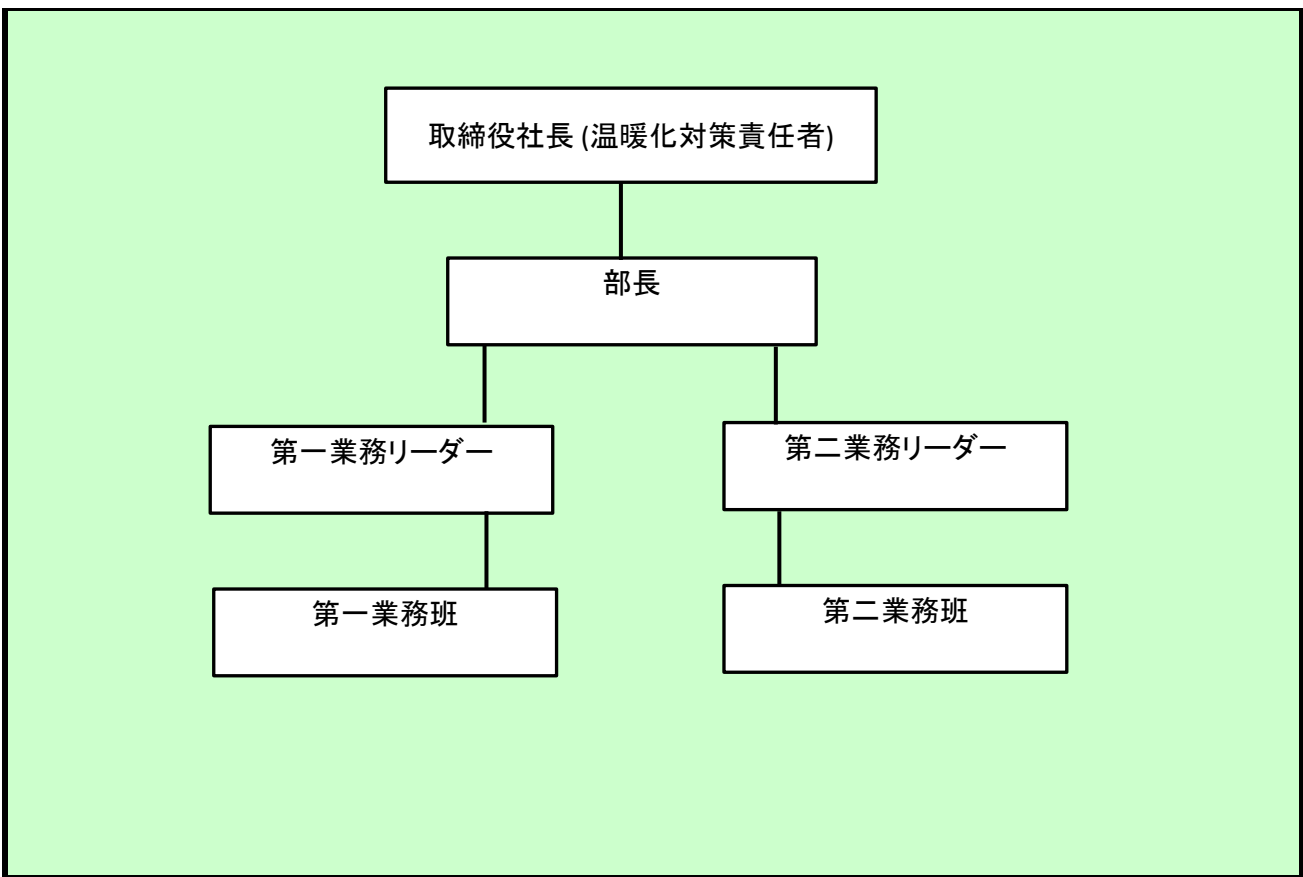 取締役社長 (温暖化対策責任者)
部長
第一業務リーダー
第二業務リーダー
第一業務班
第二業務班